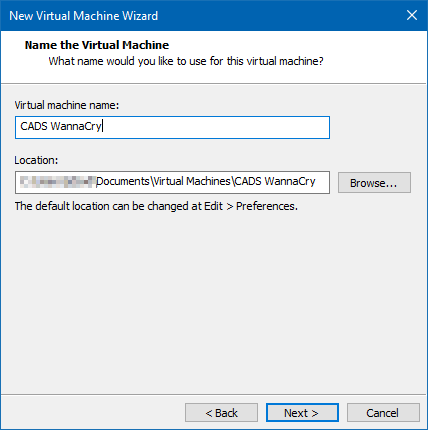 New Virtual Machine Wizard
Name the Virtual Machine
What name would you like to use for this virtual machine?
Virtual machine name:
CADS WannaCry
Location:
\Documents\Virtual Machines\CADS WannaCry
Browse...
The default location can be changed at Edit > Preferences.
< Back
Next >
Cancel